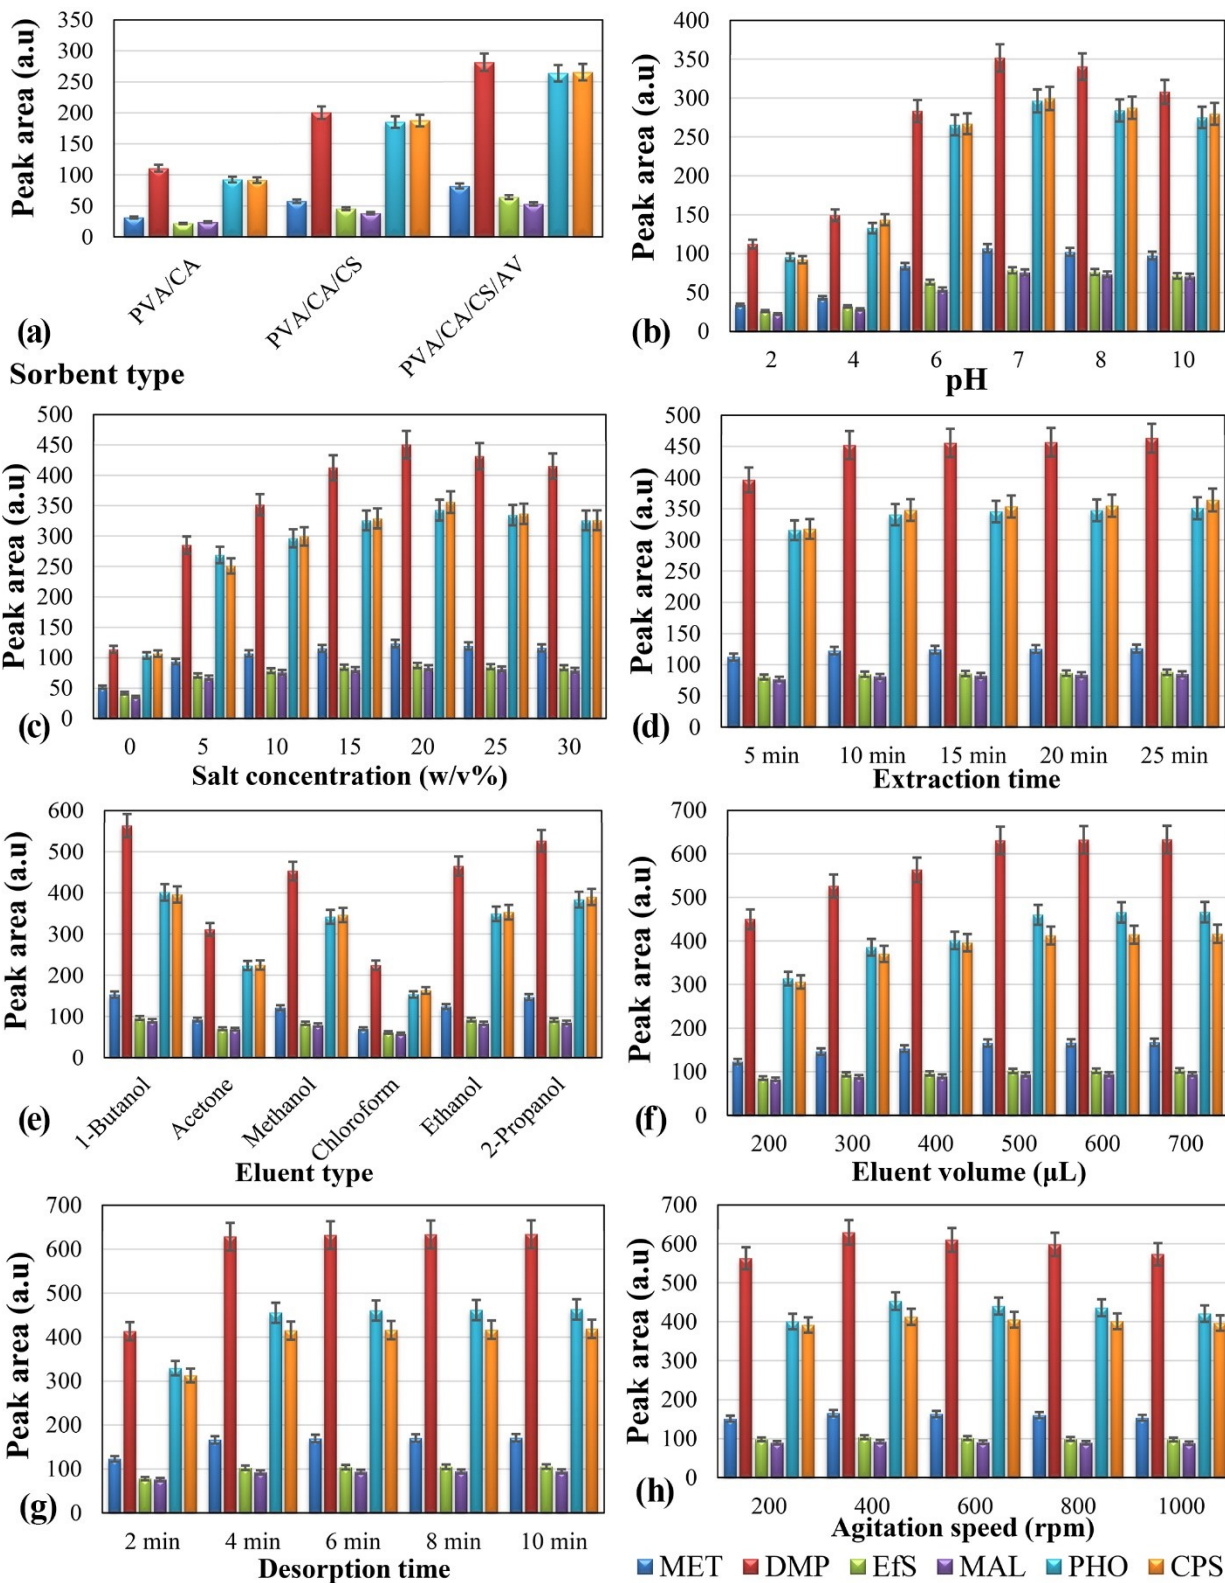 Peak area (a.u)
350
300
250
200
150
100
50
0
PVA/CA
PVA/CA/CS
PVA/CA/CS/AV
(a)
Sorbent type
Peak area (a.u)
400
350
300
250
200
150
100
50
0
2 4 6 7 8 10
(b)
pH
Peak area (a.u)
500
450
400
350
300
250
200
150
100
50
0
0 5 10 15 20 25 30
(c)
Salt concentration (w/v%)
Peak area (a.u)
500
450
400
350
300
250
200
150
100
50
0
5 min 10 min 15 min 20 min 25 min
(d)
Extraction time
Peak area (a.u)
600
500
400
300
200
100
0
1-Butanol
Acetone
Methanol
Chloroform
Ethanol
2-Propanol
(e)
Eluent type
Peak area (a.u)
700
600
500
400
300
200
100
0
200 300 400 500 600 700
(f)
Eluent volume (µL)
Peak area (a.u)
700
600
500
400
300
200
100
0
2 min 4 min 6 min 8 min 10 min
(g)
Desorption time
Peak area (a.u)
700
600
500
400
300
200
100
0
200 400 600 800 1000
(h)
Agitation speed (rpm)
MET DMP EfS MAL PHO CPS